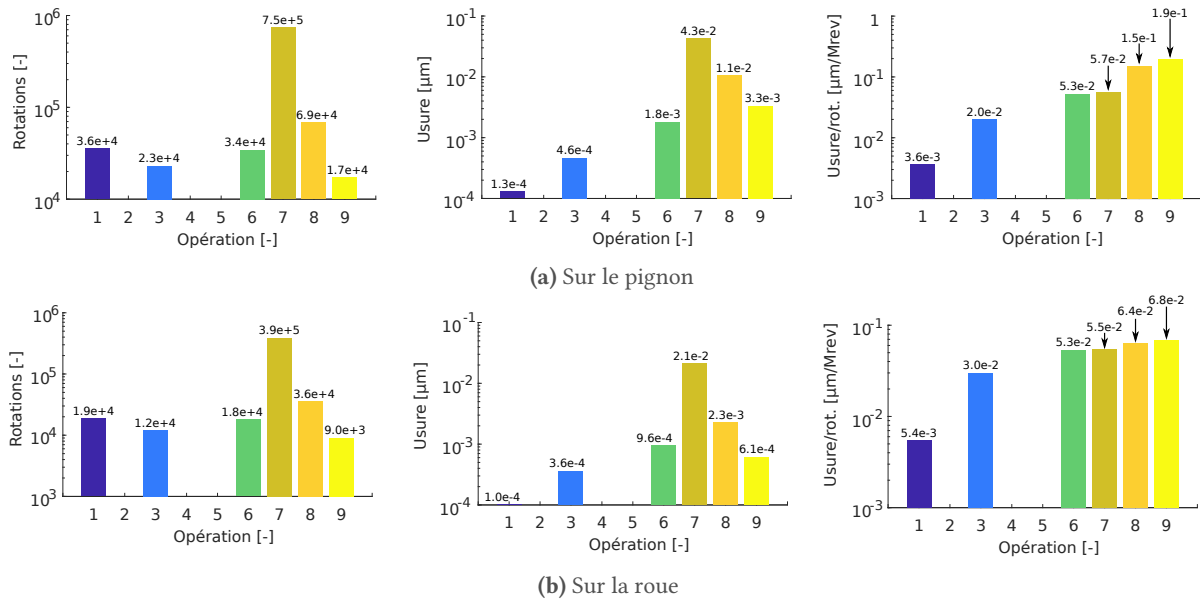 Rotations [-]
10^6
10^5
10^4
3.6e+4
2.3e+4
3.4e+4
7.5e+5
6.9e+4
1.7e+4
1 2 3 4 5 6 7 8 9
Opération [-]
Usure [µm]
10^-1
10^-2
10^-3
10^-4
1.3e-4
4.6e-4
1.8e-3
4.3e-2
1.1e-2
3.3e-3
1 2 3 4 5 6 7 8 9
Opération [-]
Usure/rot. [µm/Mrev]
1
10^-1
10^-2
10^-3
3.6e-3
2.0e-2
5.3e-2
5.7e-2
1.5e-1
1.9e-1
1 2 3 4 5 6 7 8 9
Opération [-]
(a) Sur le pignon
Rotations [-]
10^6
10^5
10^4
10^3
1.9e+4
1.2e+4
1.8e+4
3.9e+5
3.6e+4
9.0e+3
1 2 3 4 5 6 7 8 9
Opération [-]
Usure [µm]
10^-1
10^-2
10^-3
10^-4
1.0e-4
3.6e-4
9.6e-4
2.1e-2
2.3e-3
6.1e-4
1 2 3 4 5 6 7 8 9
Opération [-]
Usure/rot. [µm/Mrev]
10^-1
10^-2
10^-3
5.4e-3
3.0e-2
5.3e-2
5.5e-2
6.4e-2
6.8e-2
1 2 3 4 5 6 7 8 9
Opération [-]
(b) Sur la roue